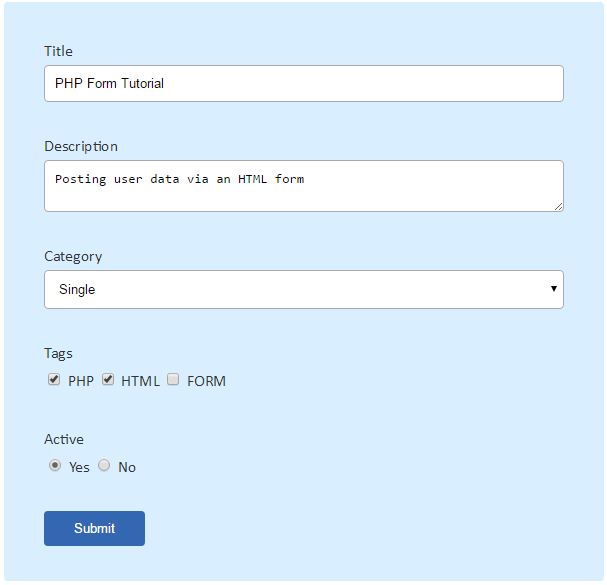 Title
PHP Form Tutorial
Description
Posting user data via an HTML form
Category
Single
Tags
PHP HTML FORM
Active
Yes No
Submit